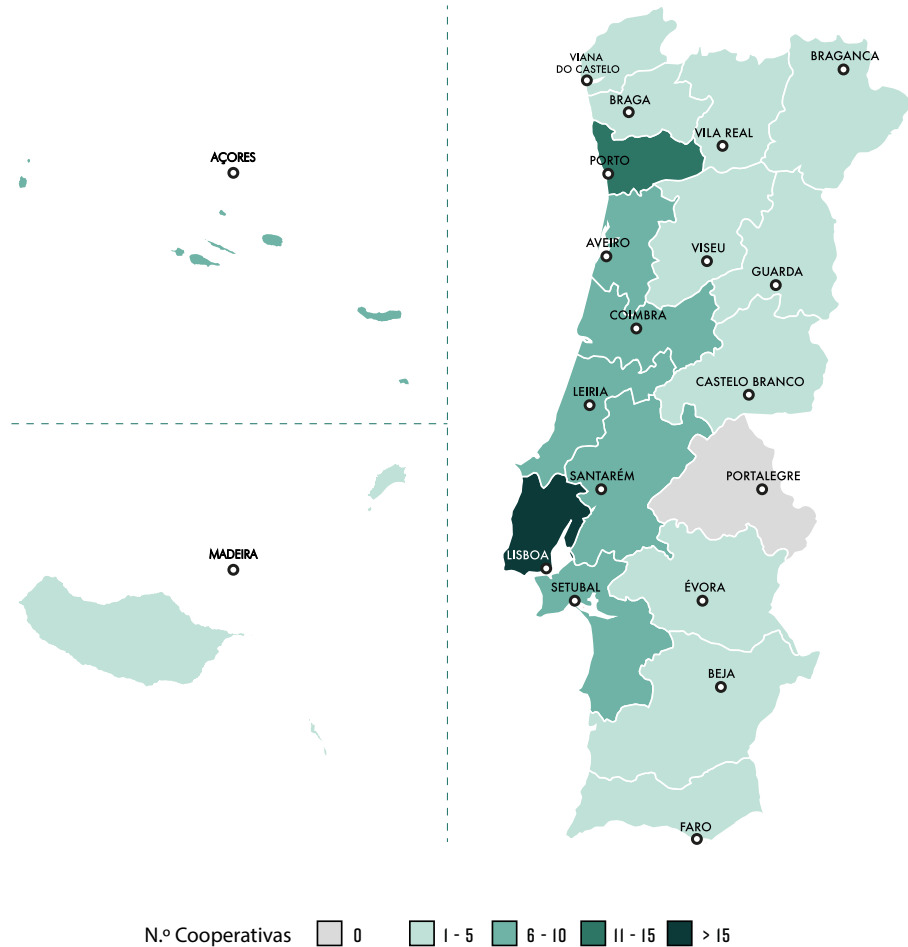 VIANA
DO CASTELO
BRAGANCA
BRAGA
VILA REAL
AÇORES
PORTO
AVEIRO
VISEU
GUARDA
COIMBRA
CASTELO BRANCO
LEIRIA
SANTARÉM
PORTALEGRE
MADEIRA
LISBOA
SETUBAL
ÉVORA
BEJA
FARO
N.º Cooperativas 0 1 - 5 6 - 10 11 - 15 > 15